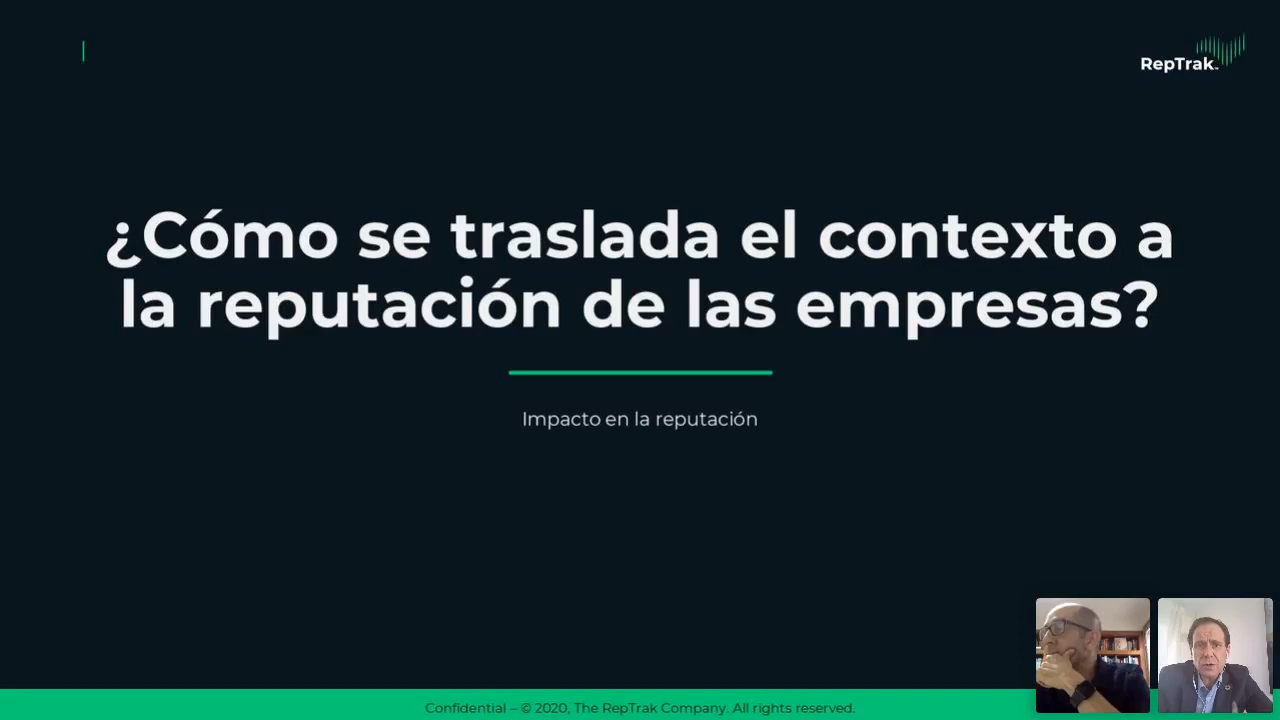 RepTrak
¿Cómo se traslada el contexto a
la reputación de las empresas?
Impacto en la reputación
Confidential – © 2020, The RepTrak Company. All rights reserved.